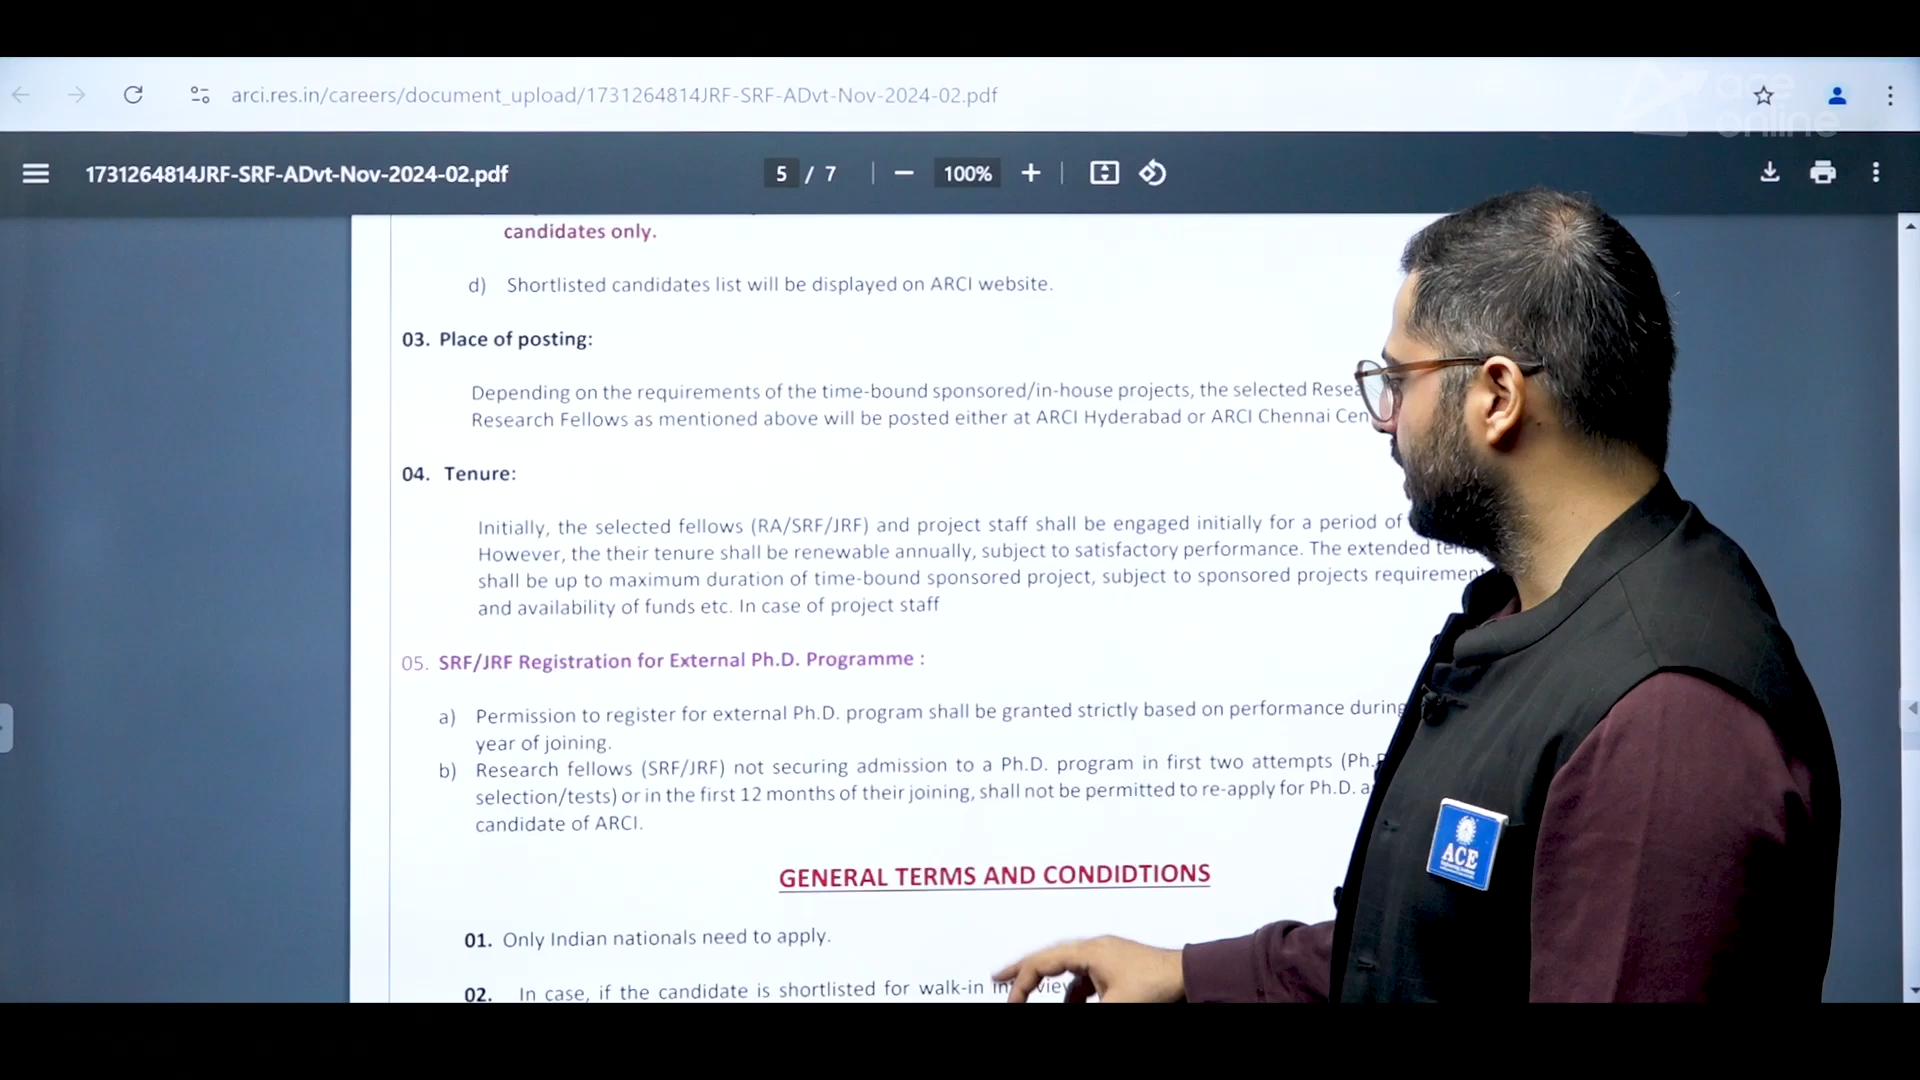 arci.res.in/careers/document_upload/1731264814JRF-SRF-ADvt-Nov-2024-02.pdf
ace
online
1731264814JRF-SRF-ADvt-Nov-2024-02.pdf
5 / 7
100%
candidates only.
d) Shortlisted candidates list will be displayed on ARCI website.
03. Place of posting:
Depending on the requirements of the time-bound sponsored/in-house projects, the selected
Research Fellows as mentioned above will be posted either at ARCI Hyderabad or ARCI Chennai
04. Tenure:
Initially, the selected fellows (RA/SRF/JRF) and project staff shall be engaged initially for a period of
However, the their tenure shall be renewable annually, subject to satisfactory performance. The extended
shall be up to maximum duration of time-bound sponsored project, subject to sponsored projects requirement
and availability of funds etc. In case of project staff
05. SRF/JRF Registration for External Ph.D. Programme :
a) Permission to register for external Ph.D. program shall be granted strictly based on performance during
year of joining.
b) Research fellows (SRF/JRF) not securing admission to a Ph.D. program in first two attempts
selection/tests) or in the first 12 months of their joining, shall not be permitted to re-apply for Ph.D.
candidate of ARCI.
GENERAL TERMS AND CONDIDTIONS
01. Only Indian nationals need to apply.
02. In case, if the candidate is shortlisted for walk-in
ACE